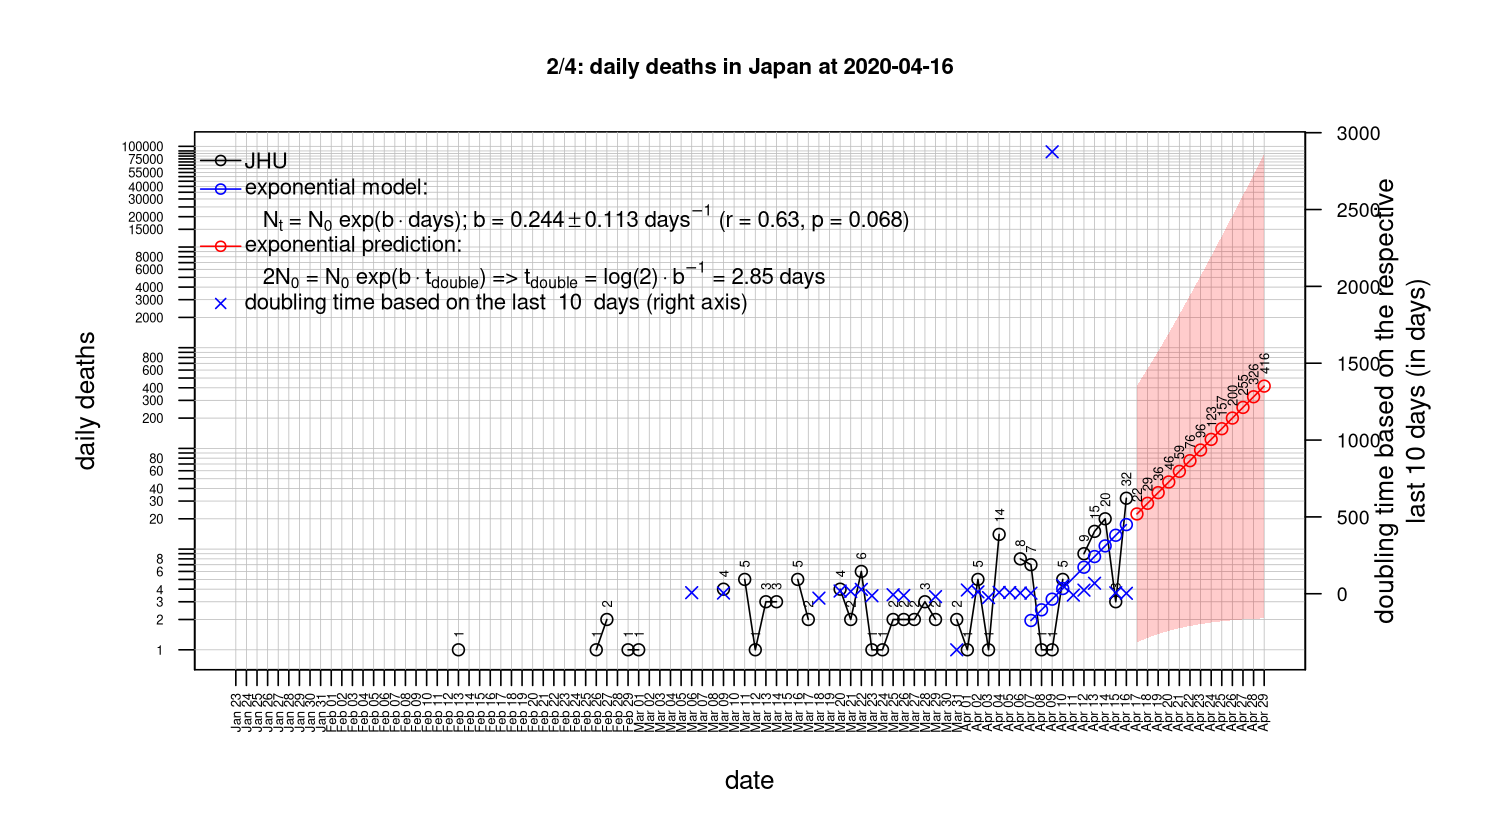 2/4: daily deaths in Japan at 2020-04-16
JHU
exponential model:
Nt = N0 exp(b · days); b = 0.244 ± 0.113 days−1 (r = 0.63, p = 0.068)
exponential prediction:
2N0 = N0 exp(b · tdouble) => tdouble = log(2) · b−1 = 2.85 days
doubling time based on the last 10 days (right axis)
daily deaths
100000
75000
55000
40000
30000
20000
15000
8000
6000
4000
3000
2000
800
600
400
300
200
80
60
40
30
20
8
6
4
3
2
1
1
1
2
1
1
4
5
1
3
3
5
2
4
2
6
1
1
2
2
2
3
2
2
1
5
1
14
8
7
1
1
5
9
15
20
3
32
22
29
36
46
59
76
96
123
157
200
255
326
416
3000
2500
2000
1500
1000
500
0
doubling time based on the respective
last 10 days (in days)
Jan 23
Jan 24
Jan 25
Jan 26
Jan 27
Jan 28
Jan 29
Jan 30
Jan 31
Feb 01
Feb 02
Feb 03
Feb 04
Feb 05
Feb 06
Feb 07
Feb 08
Feb 09
Feb 10
Feb 11
Feb 12
Feb 13
Feb 14
Feb 15
Feb 16
Feb 17
Feb 18
Feb 19
Feb 20
Feb 21
Feb 22
Feb 23
Feb 24
Feb 25
Feb 26
Feb 27
Feb 28
Feb 29
Mar 01
Mar 02
Mar 03
Mar 04
Mar 05
Mar 06
Mar 07
Mar 08
Mar 09
Mar 10
Mar 11
Mar 12
Mar 13
Mar 14
Mar 15
Mar 16
Mar 17
Mar 18
Mar 19
Mar 20
Mar 21
Mar 22
Mar 23
Mar 24
Mar 25
Mar 26
Mar 27
Mar 28
Mar 29
Mar 30
Mar 31
Apr 01
Apr 02
Apr 03
Apr 04
Apr 05
Apr 06
Apr 07
Apr 08
Apr 09
Apr 10
Apr 11
Apr 12
Apr 13
Apr 14
Apr 15
Apr 16
Apr 17
Apr 18
Apr 19
Apr 20
Apr 21
Apr 22
Apr 23
Apr 24
Apr 25
Apr 26
Apr 27
Apr 28
Apr 29
date